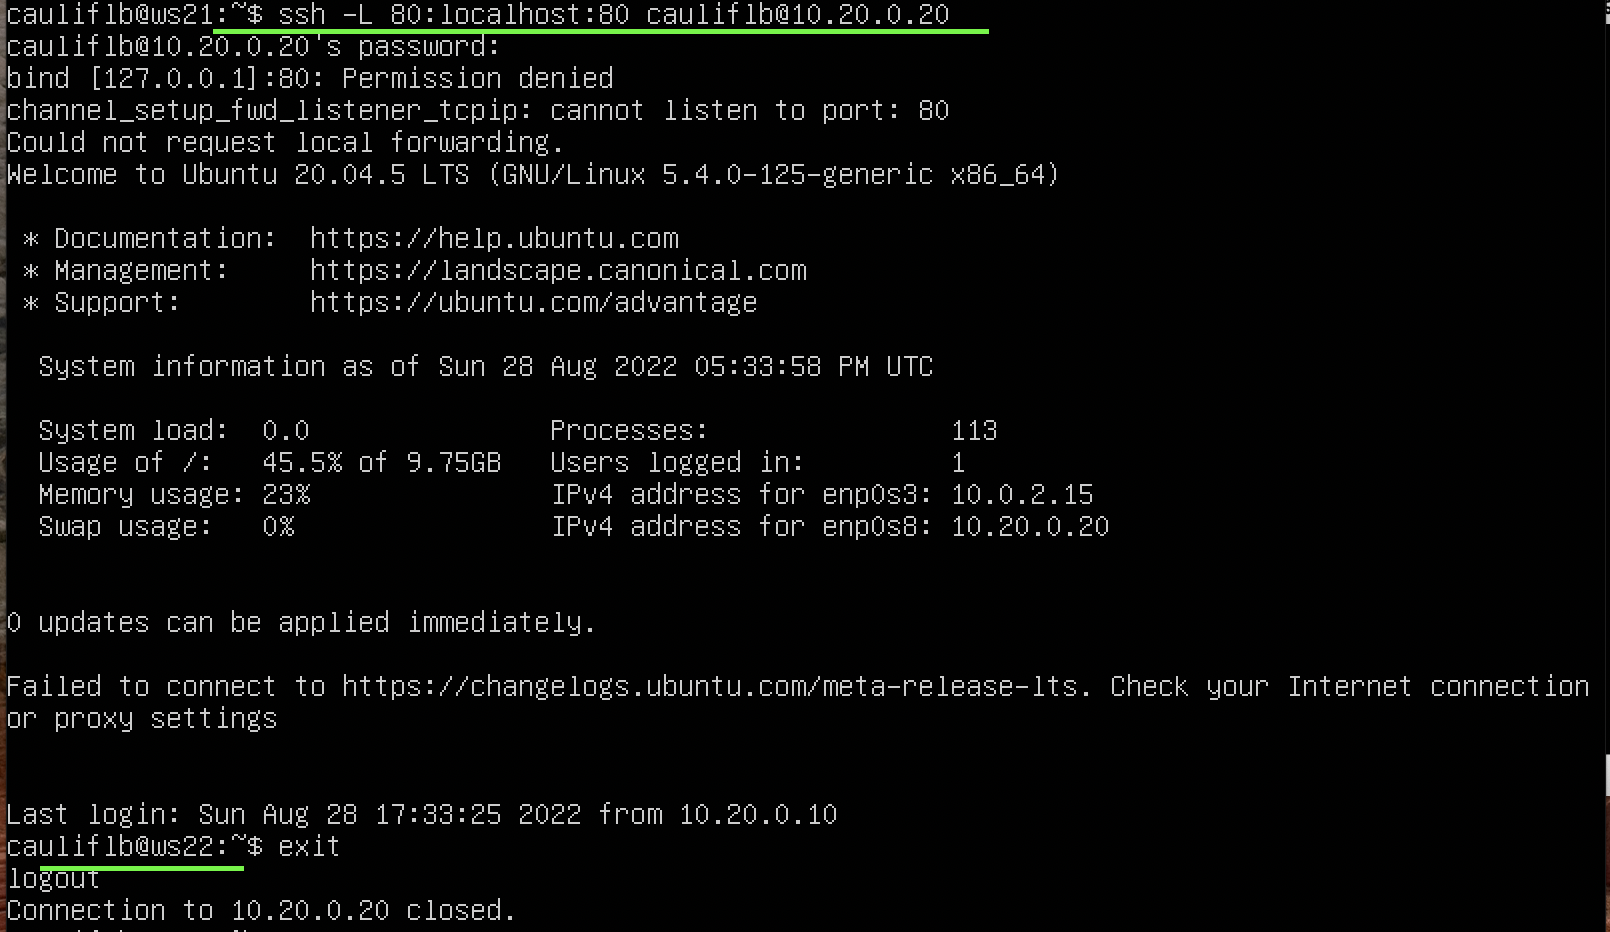 cauliflb@ws21:~$ ssh -L 80:localhost:80 cauliflb@10.20.0.20
cauliflb@10.20.0.20's password:
bind [127.0.0.1]:80: Permission denied
channel_setup_fwd_listener_tcpip: cannot listen to port: 80
Could not request local forwarding.
Welcome to Ubuntu 20.04.5 LTS (GNU/Linux 5.4.0-125-generic x86_64)
* Documentation:  https://help.ubuntu.com
* Management:     https://landscape.canonical.com
* Support:        https://ubuntu.com/advantage
System information as of Sun 28 Aug 2022 05:33:58 PM UTC
System load:  0.0               Processes:               113
Usage of /:   45.5% of 9.75GB   Users logged in:         1
Memory usage: 23%               IPv4 address for enp0s3: 10.0.2.15
Swap usage:   0%                IPv4 address for enp0s8: 10.20.0.20
0 updates can be applied immediately.
Failed to connect to https://changelogs.ubuntu.com/meta-release-lts. Check your Internet connection
or proxy settings
Last login: Sun Aug 28 17:33:25 2022 from 10.20.0.10
cauliflb@ws22:~$ exit
logout
Connection to 10.20.0.20 closed.